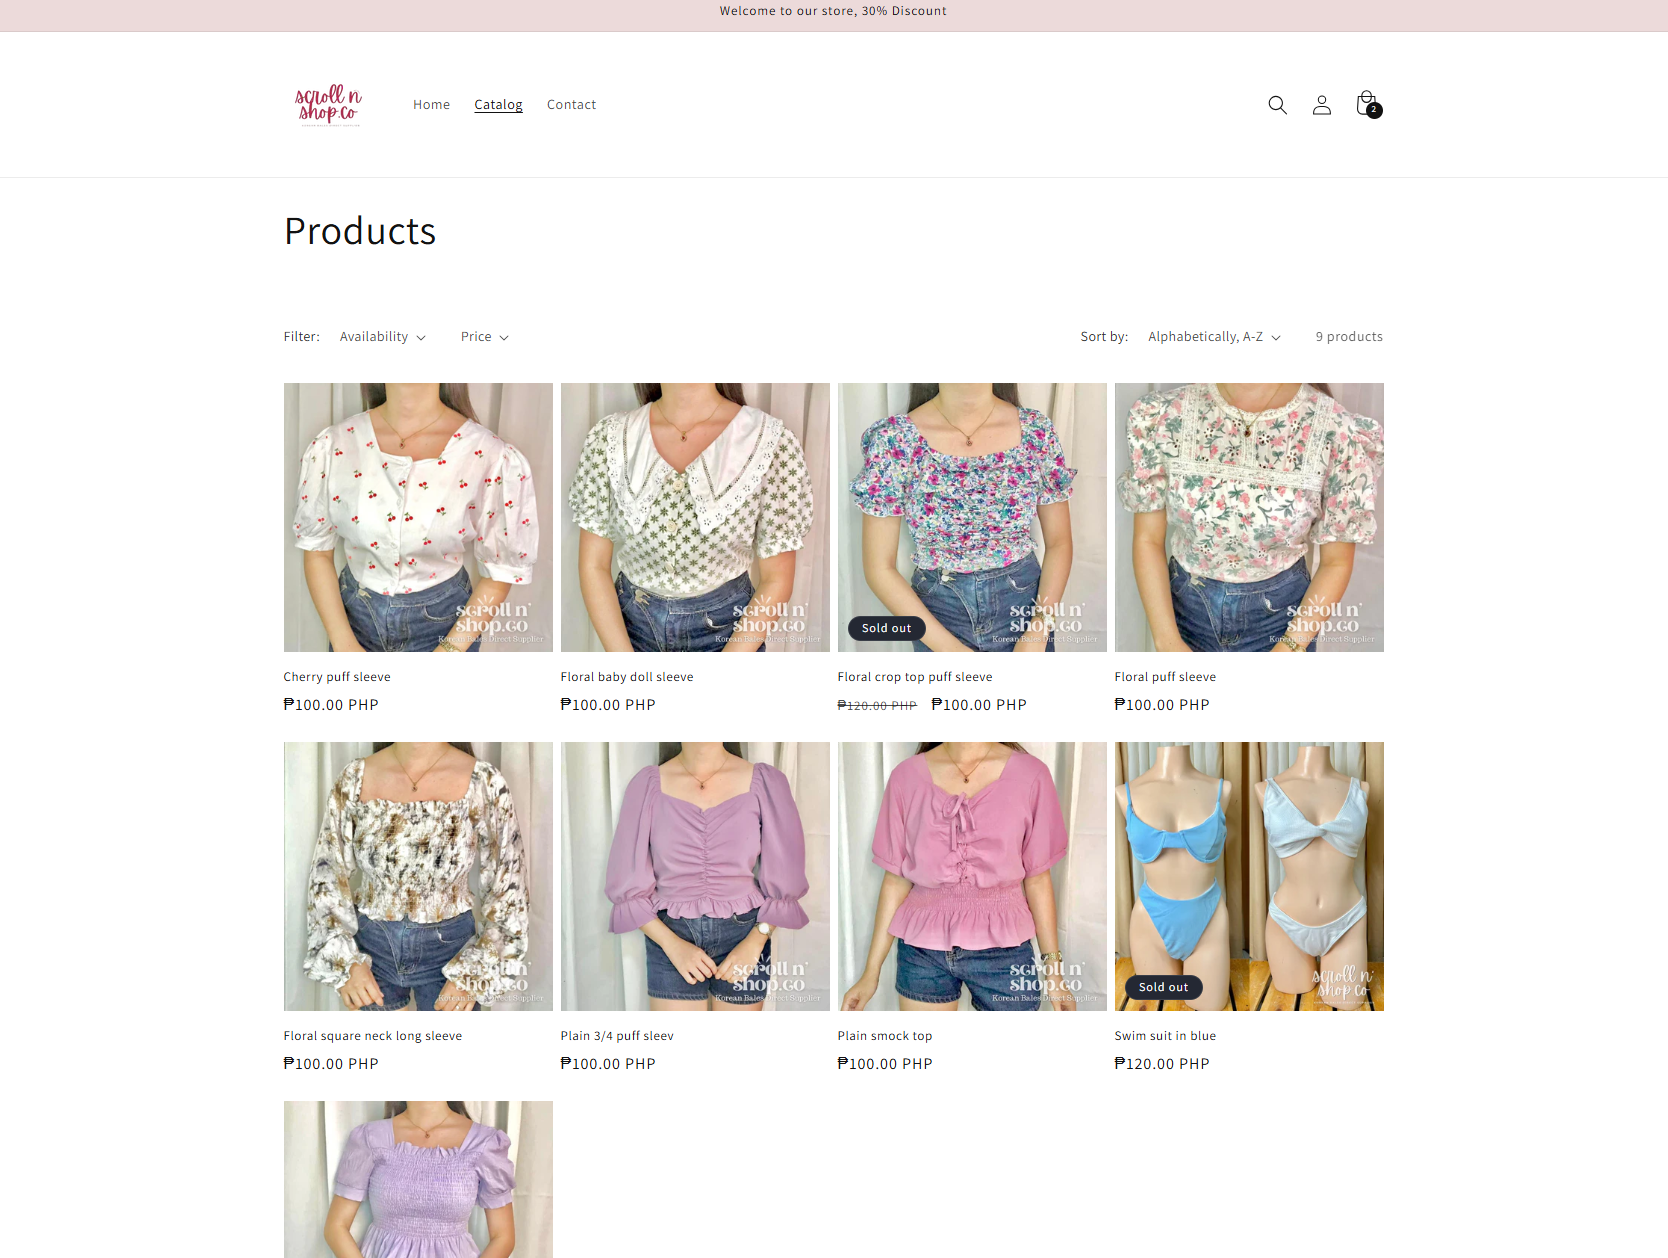 Welcome to our store, 30% Discount
scroll n'
shop.co
Home
Catalog
Contact
2
Products
Filter:
Availability
Price
Sort by:
Alphabetically, A-Z
9 products
scroll n'
shop.co
Korean Bales Direct Supplier
scroll n'
shop.co
Korean Bales Direct Supplier
Sold out
scroll n'
shop.co
Korean Bales Direct Supplier
scroll n'
shop.co
Korean Bales Direct Supplier
Cherry puff sleeve
₱100.00 PHP
Floral baby doll sleeve
₱100.00 PHP
Floral crop top puff sleeve
₱120.00 PHP ₱100.00 PHP
Floral puff sleeve
₱100.00 PHP
scroll n'
shop.co
Korean Bales Direct Supplier
scroll n'
shop.co
Korean Bales Direct Supplier
scroll n'
shop.co
Korean Bales Direct Supplier
Sold out
scroll n'
shop co
Floral square neck long sleeve
₱100.00 PHP
Plain 3/4 puff sleev
₱100.00 PHP
Plain smock top
₱100.00 PHP
Swim suit in blue
₱120.00 PHP